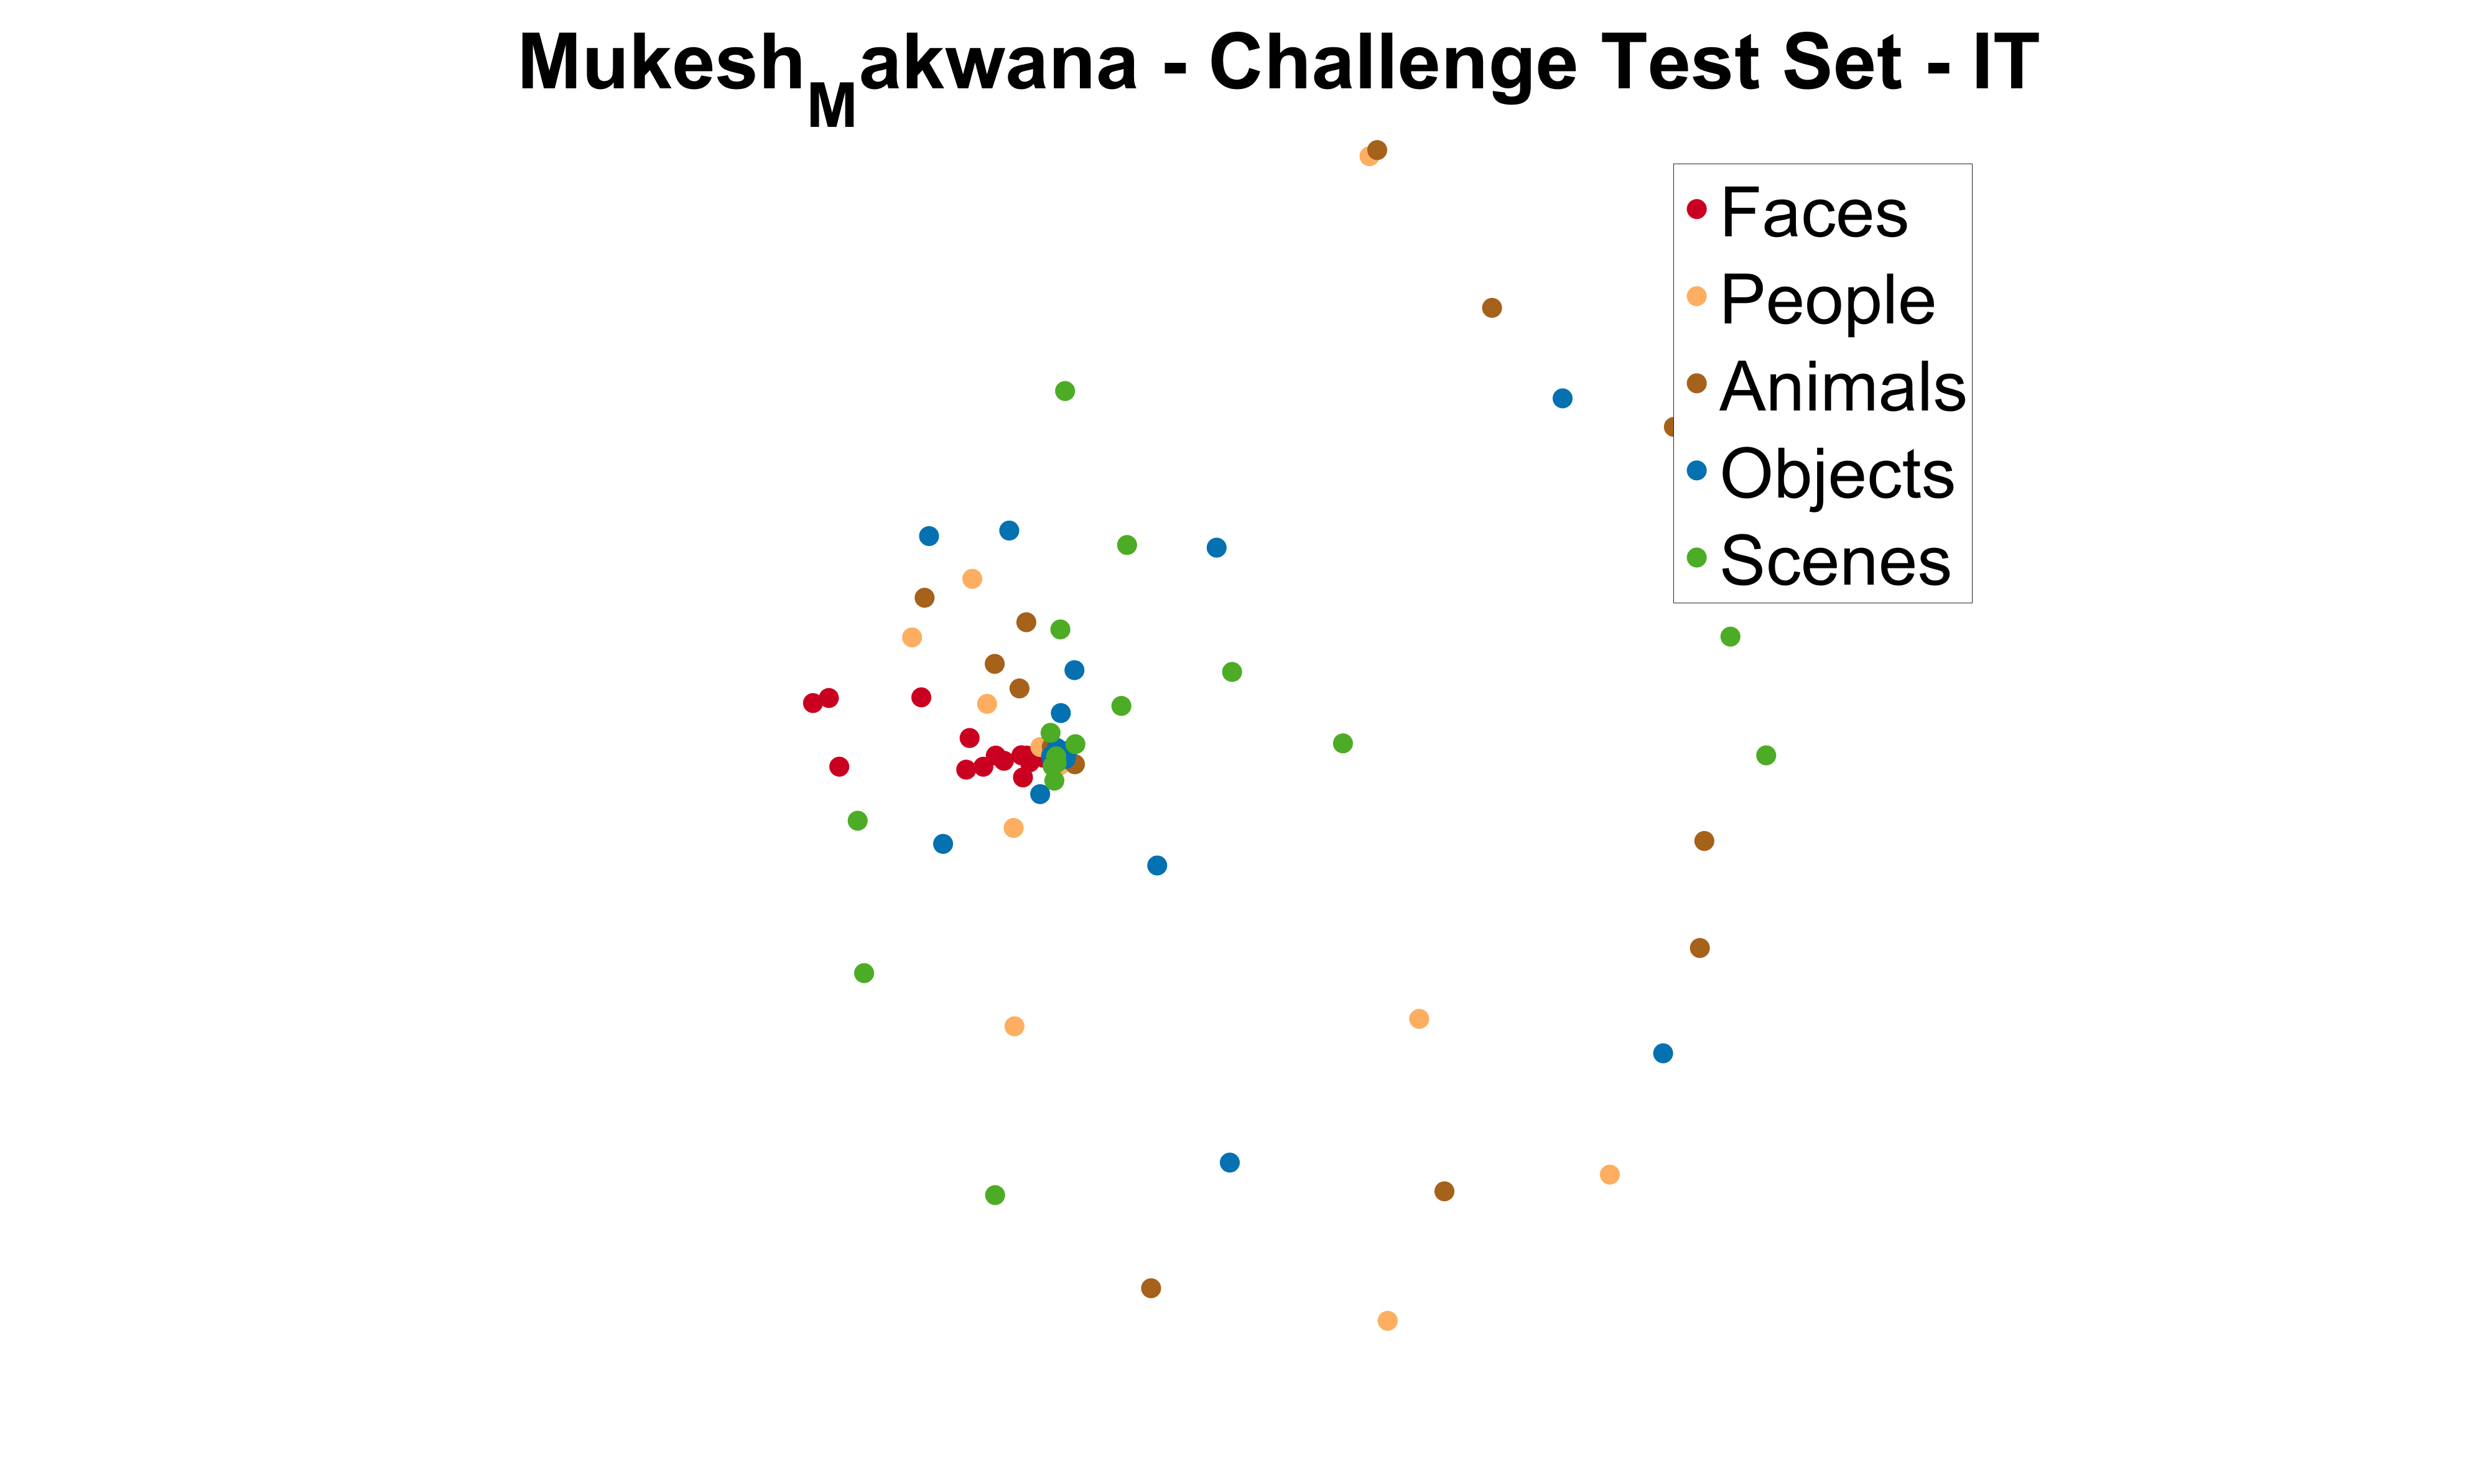 Mukesh_Makwana - Challenge Test Set - IT
Faces
People
Animals
Objects
Scenes